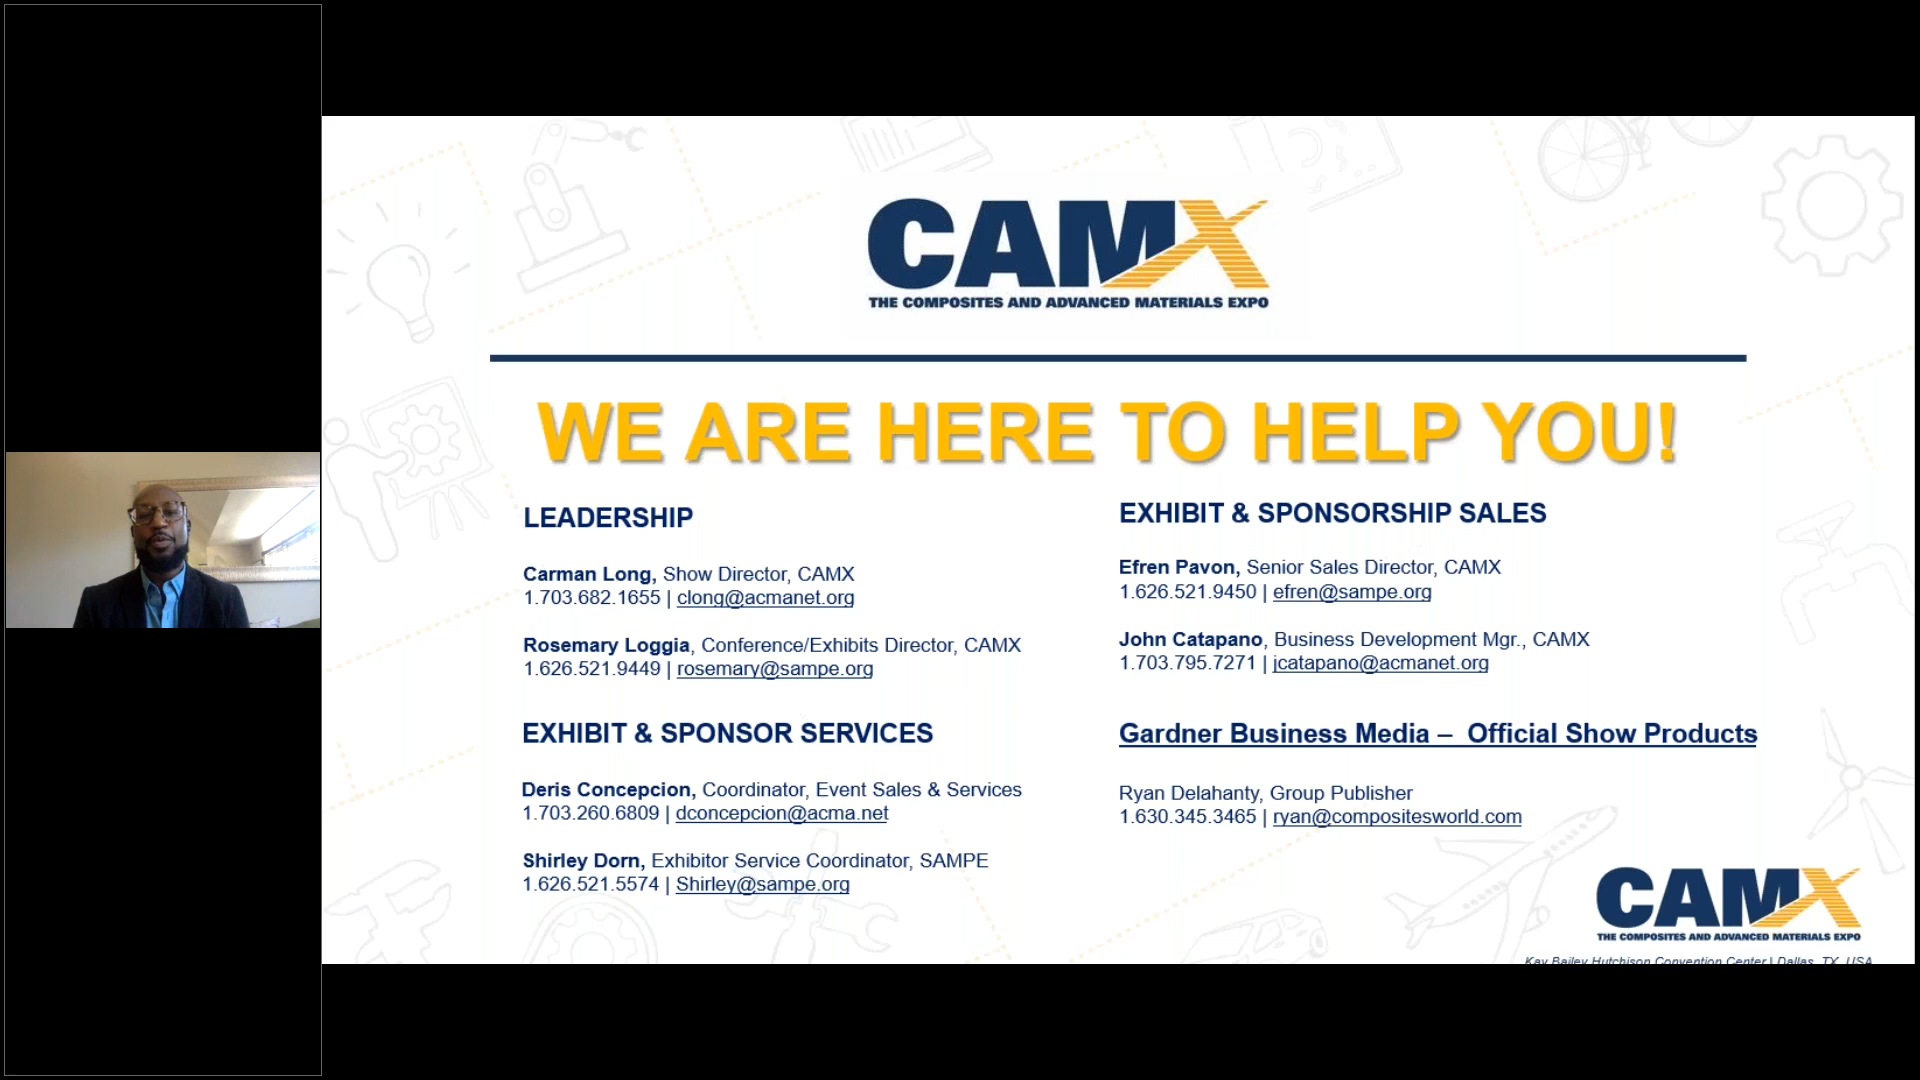 CAMX
THE COMPOSITES AND ADVANCED MATERIALS EXPO
WE ARE HERE TO HELP YOU!
LEADERSHIP
Carman Long, Show Director, CAMX
1.703.682.1655 | clong@acmanet.org
Rosemary Loggia, Conference/Exhibits Director, CAMX
1.626.521.9449 | rosemary@sampe.org
EXHIBIT & SPONSOR SERVICES
Deris Concepcion, Coordinator, Event Sales & Services
1.703.260.6809 | dconcepcion@acma.net
Shirley Dorn, Exhibitor Service Coordinator, SAMPE
1.626.521.5574 | Shirley@sampe.org
EXHIBIT & SPONSORSHIP SALES
Efren Pavon, Senior Sales Director, CAMX
1.626.521.9450 | efren@sampe.org
John Catapano, Business Development Mgr., CAMX
1.703.795.7271 | jcatapano@acmanet.org
Gardner Business Media – Official Show Products
Ryan Delahanty, Group Publisher
1.630.345.3465 | ryan@compositesworld.com
CAMX
THE COMPOSITES AND ADVANCED MATERIALS EXPO
Kay Bailey Hutchison Convention Center | Dallas, TX, USA